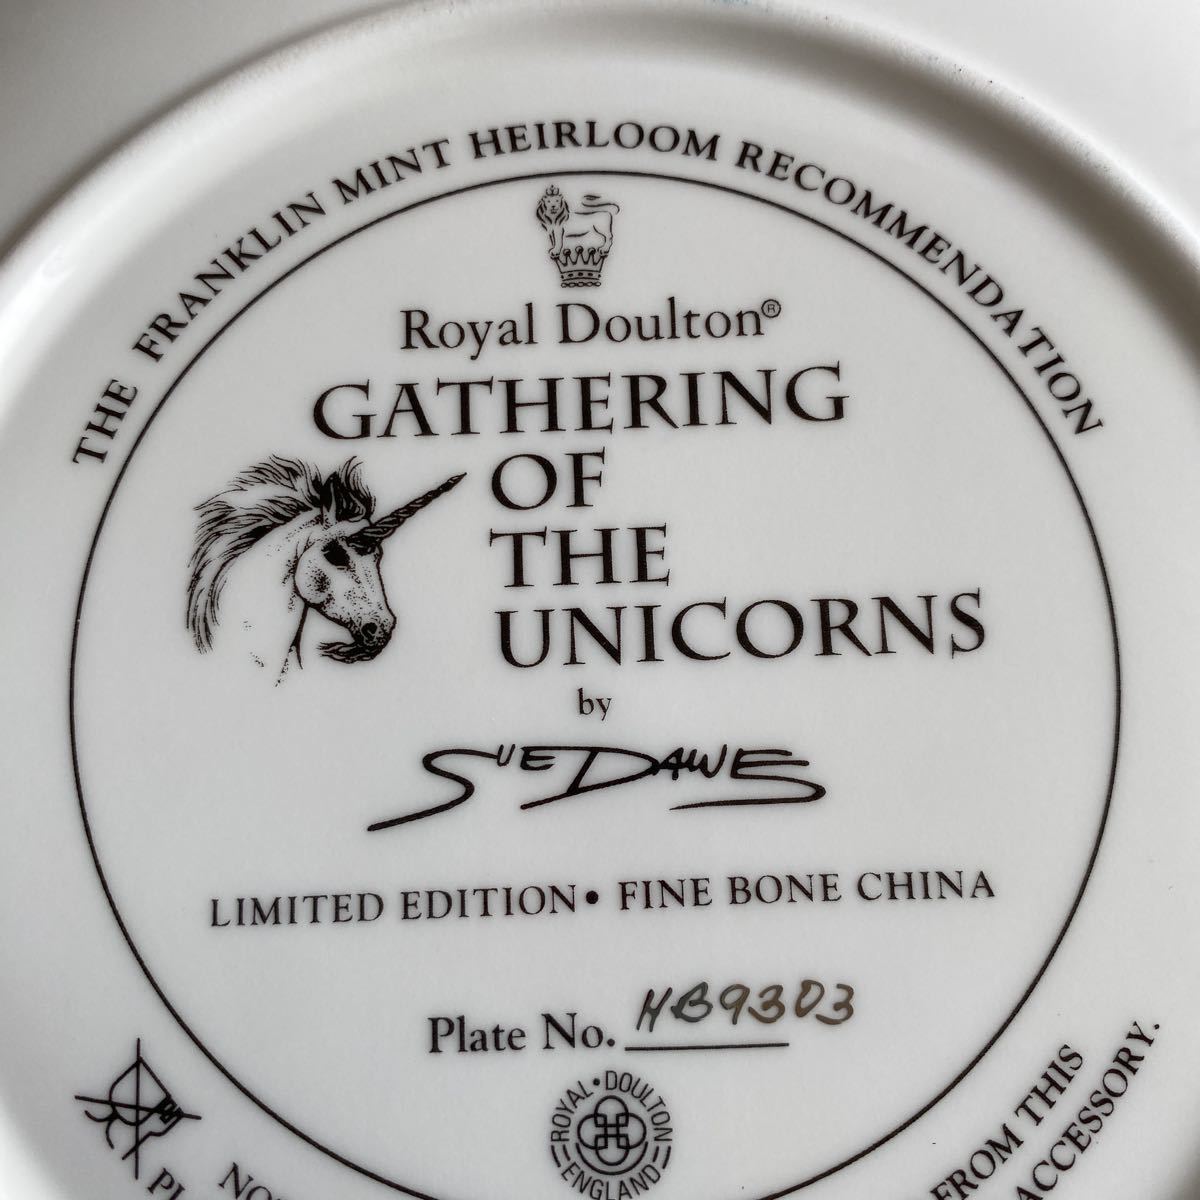 THE FRANKLIN MINT HEIRLOOM RECOMMENDATION
Royal Doulton®
GATHERING
OF
THE
UNICORNS
by
SUE DAWES
LIMITED EDITION • FINE BONE CHINA
Plate No. HB9303
ROYAL • DOULTON
ENGLAND
FROM THIS
ACCESSORY.